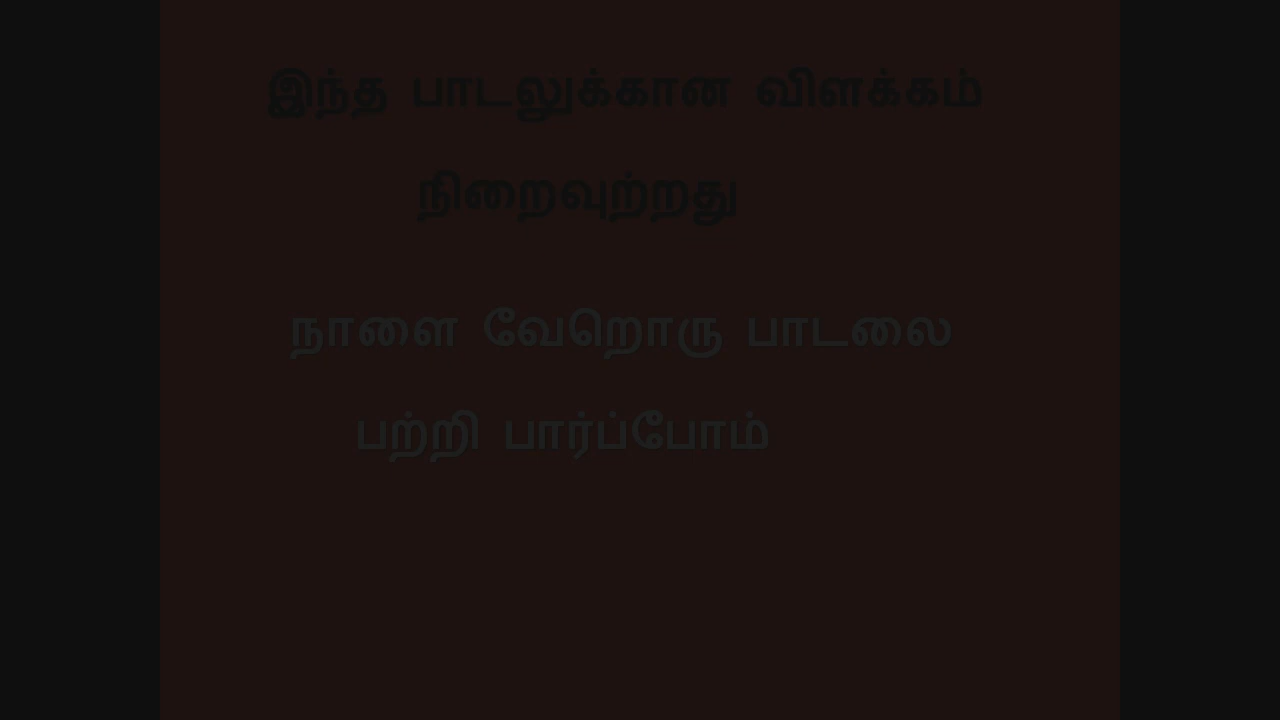 இந்த பாடலுக்கான விளக்கம்
நிறைவுற்றது
நாளை வேறொரு பாடலை
பற்றி பார்ப்போம்